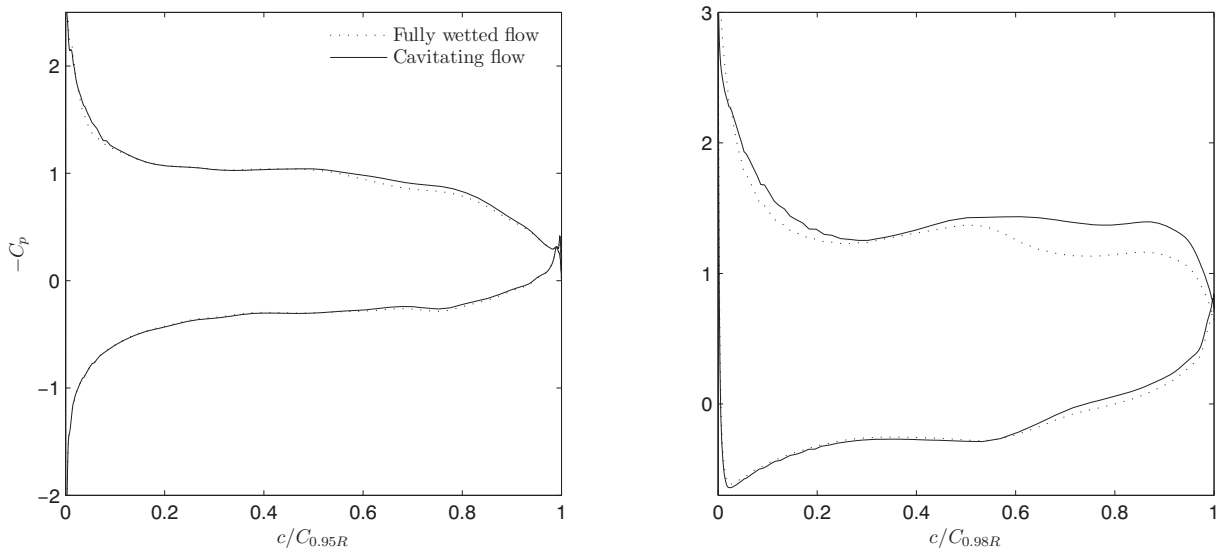 Fully wetted flow
Cavitating flow
−C_p
2
1
0
−1
−2
0 0.2 0.4 0.6 0.8 1
c/C_{0.95R}
3
2
1
0
0 0.2 0.4 0.6 0.8 1
c/C_{0.98R}